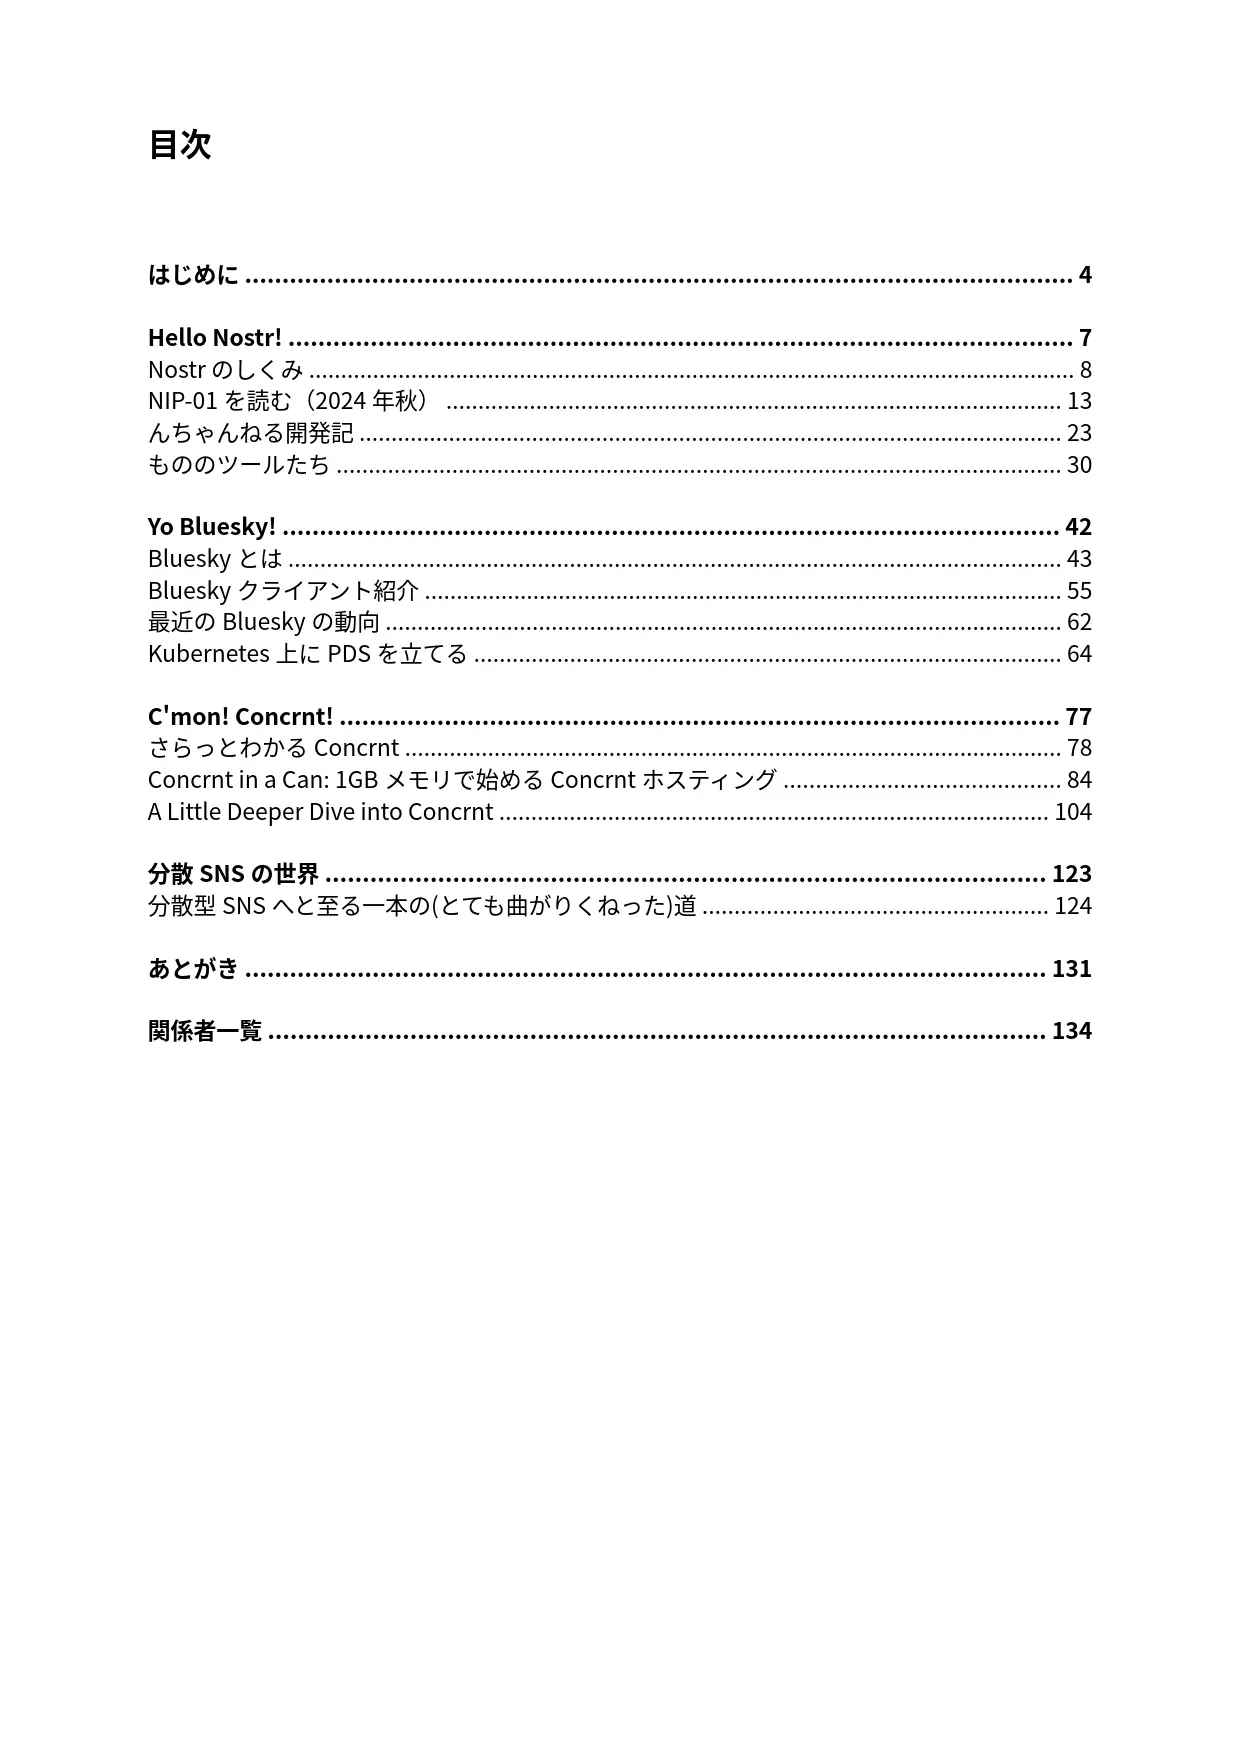 目次
はじめに ........................................................................................................ 4
Hello Nostr! ................................................................................................... 7
Nostr のしくみ ........................................................................................................ 8
NIP-01 を読む（2024 年秋） ................................................................................... 13
んちゃんねる開発記 .............................................................................................. 23
もののツールたち ................................................................................................. 30
Yo Bluesky! .................................................................................................. 42
Bluesky とは ........................................................................................................ 43
Bluesky クライアント紹介 ..................................................................................... 55
最近の Bluesky の動向 ........................................................................................... 62
Kubernetes 上に PDS を立てる ............................................................................... 64
C'mon! Concrnt! ........................................................................................... 77
さらっとわかる Concrnt ........................................................................................ 78
Concrnt in a Can: 1GB メモリで始める Concrnt ホスティング ..................................... 84
A Little Deeper Dive into Concrnt .......................................................................... 104
分散 SNS の世界 ........................................................................................... 123
分散型 SNS へと至る一本の(とても曲がりくねった)道 ............................................... 124
あとがき ..................................................................................................... 131
関係者一覧 .................................................................................................. 134